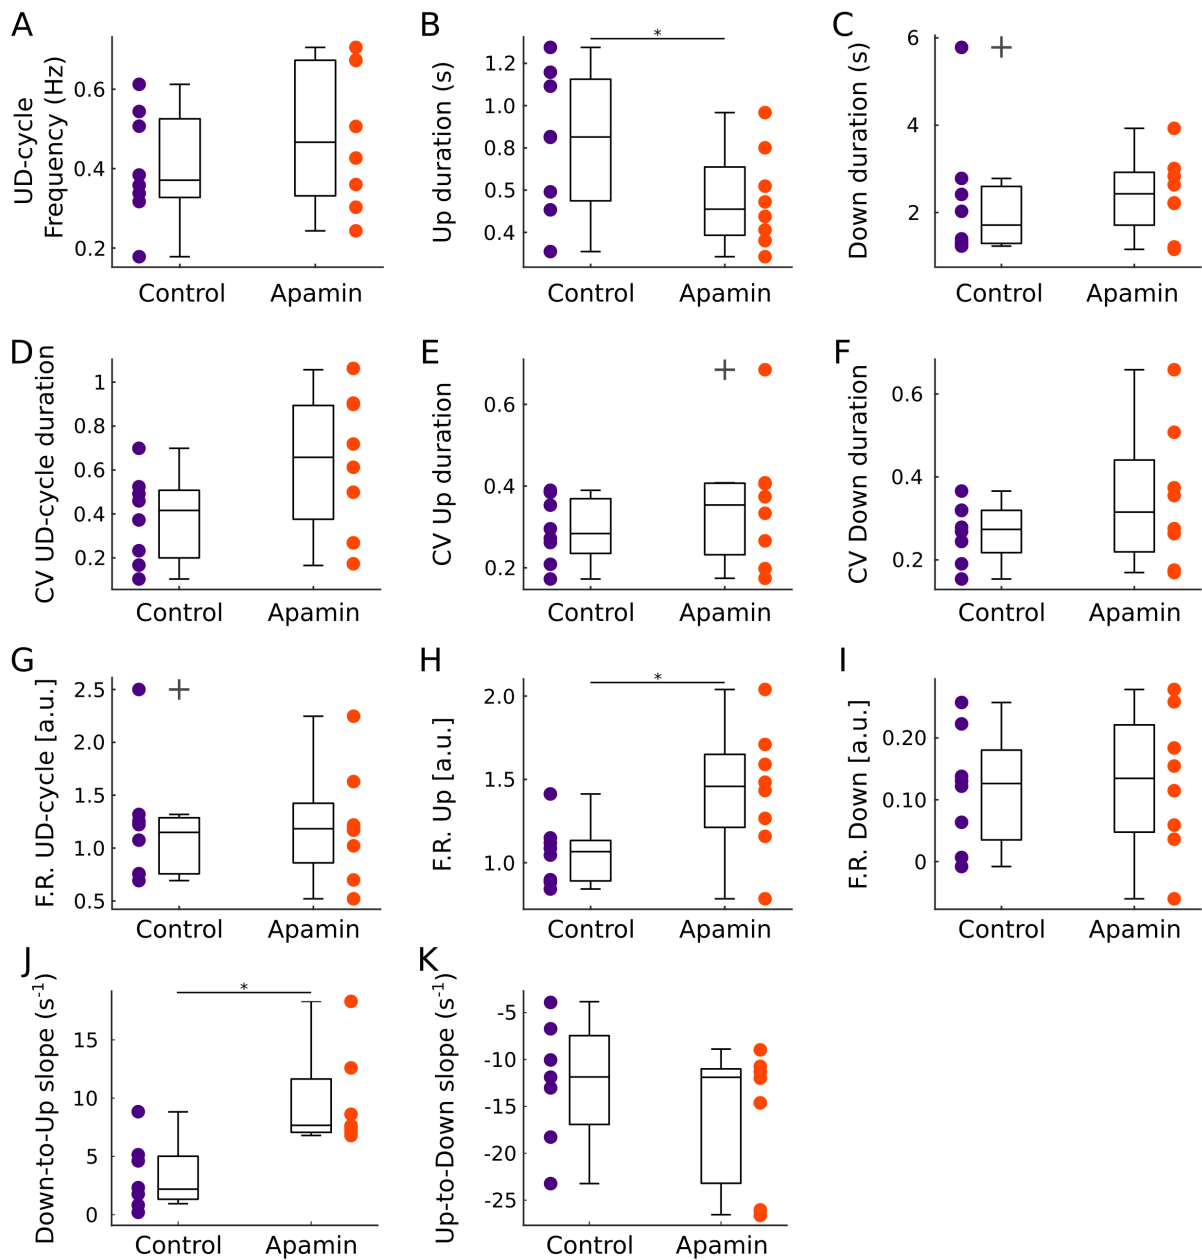 A
UD-cycle
Frequency (Hz)
0.6
0.4
0.2
Control
Apamin
B
Up duration (s)
*
1.2
1.0
0.8
0.5
0.4
Control
Apamin
C
Down duration (s)
6
4
2
Control
Apamin
D
CV UD-cycle duration
1
0.8
0.6
0.4
0.2
Control
Apamin
E
CV Up duration
0.6
0.4
0.2
Control
Apamin
F
CV Down duration
0.6
0.4
0.2
Control
Apamin
G
F.R. UD-cycle [a.u.]
2.5
2.0
1.5
1.0
0.5
Control
Apamin
H
F.R. Up [a.u.]
*
2.0
1.5
1.0
Control
Apamin
I
F.R. Down [a.u.]
0.20
0.10
0
Control
Apamin
J
Down-to-Up slope (s⁻¹)
*
15
10
5
0
Control
Apamin
K
Up-to-Down slope (s⁻¹)
-5
-10
-15
-20
-25
Control
Apamin